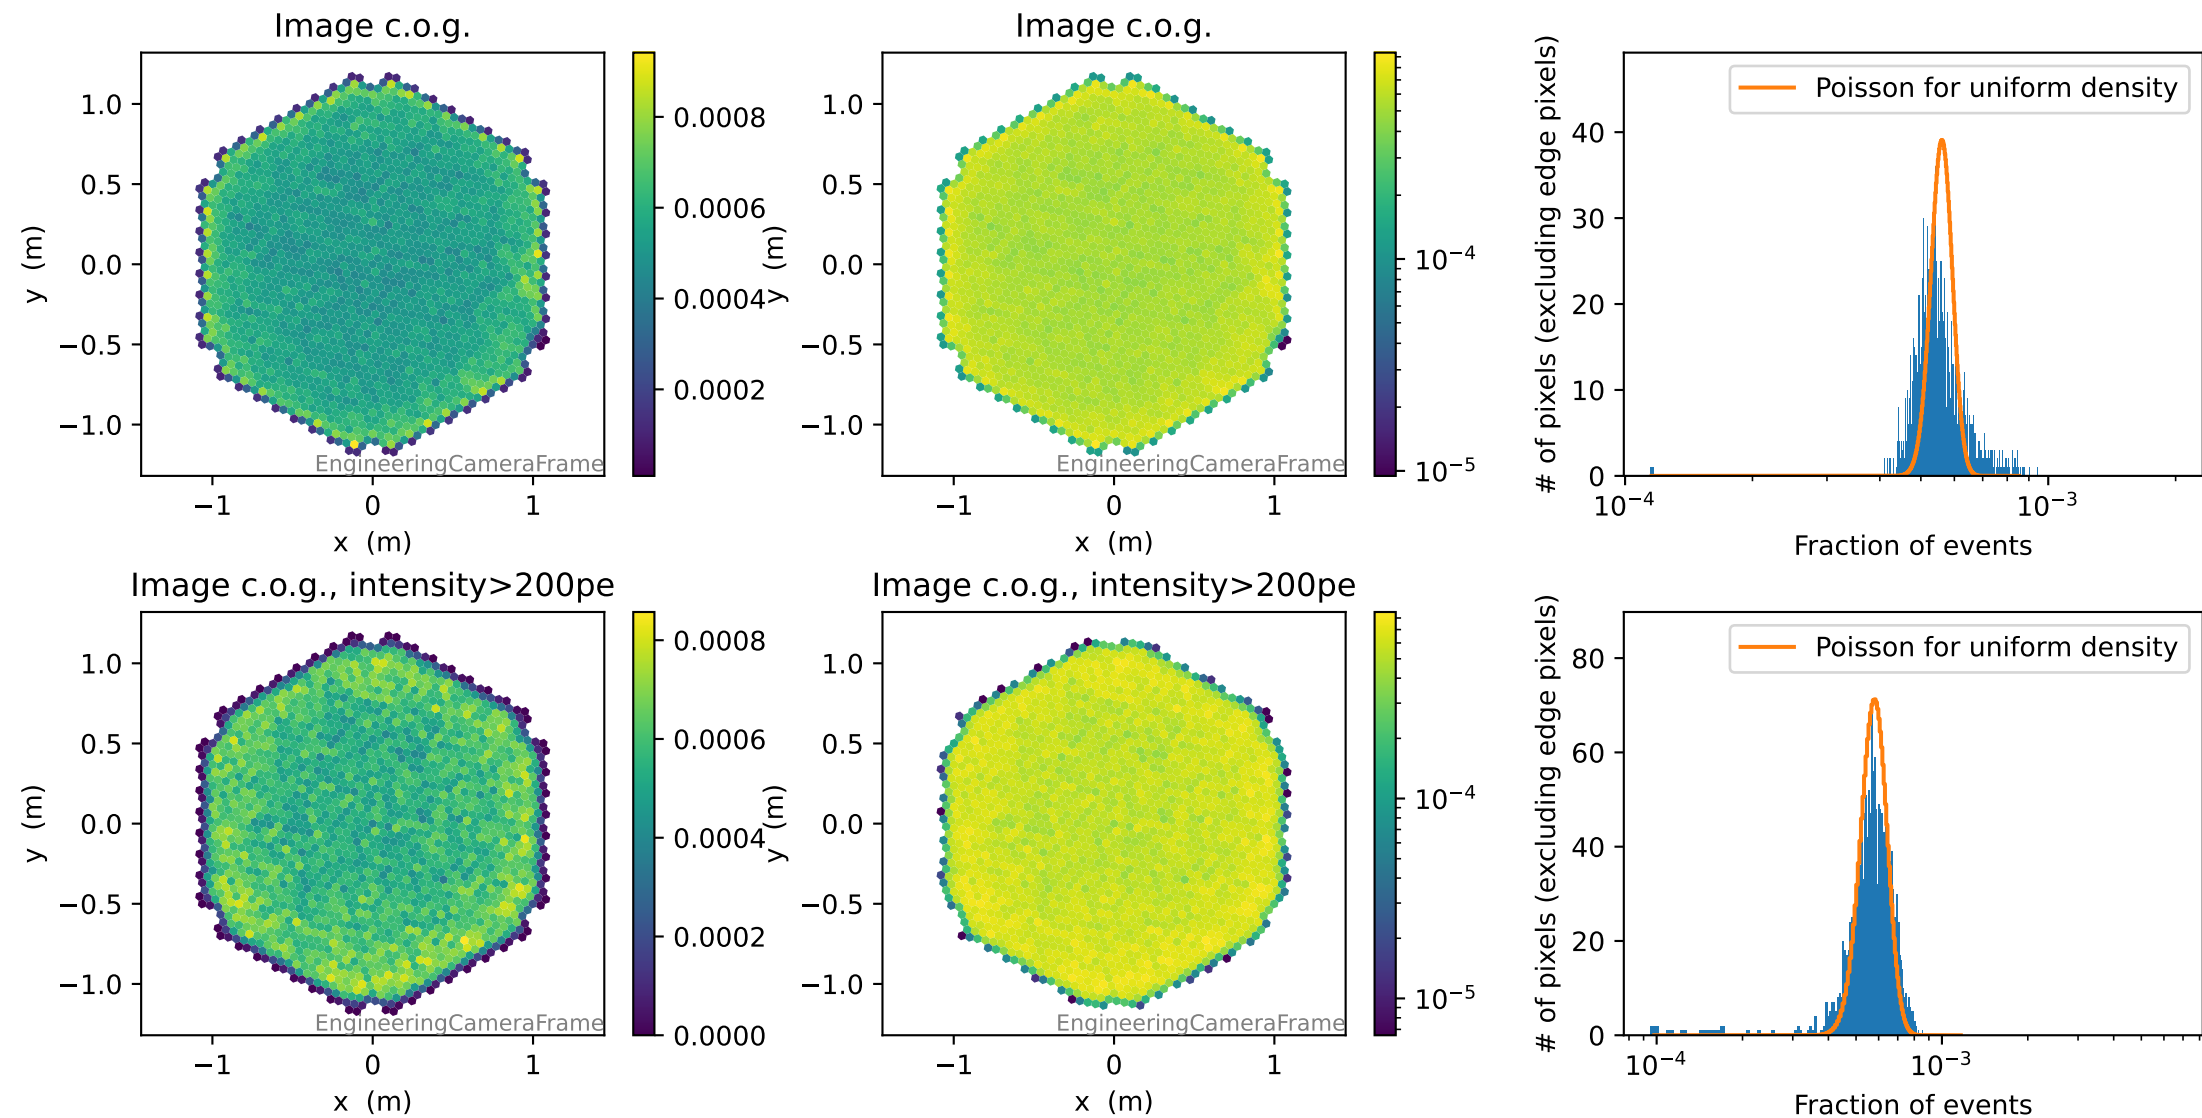 Image c.o.g.
1.0
0.5
0.0
−0.5
−1.0
y (m)
−1
0
1
x (m)
EngineeringCameraFrame
0.0008
0.0006
0.0004
0.0002
Image c.o.g.
1.0
0.5
0.0
−0.5
−1.0
y (m)
−1
0
1
x (m)
EngineeringCameraFrame
10⁻⁴
10⁻⁵
# of pixels (excluding edge pixels)
40
30
20
10
0
Poisson for uniform density
10⁻⁴
10⁻³
Fraction of events
Image c.o.g., intensity>200pe
1.0
0.5
0.0
−0.5
−1.0
y (m)
−1
0
1
x (m)
EngineeringCameraFrame
0.0008
0.0006
0.0004
0.0002
0.0000
Image c.o.g., intensity>200pe
1.0
0.5
0.0
−0.5
−1.0
y (m)
−1
0
1
x (m)
EngineeringCameraFrame
10⁻⁴
10⁻⁵
# of pixels (excluding edge pixels)
80
60
40
20
0
Poisson for uniform density
10⁻⁴
10⁻³
Fraction of events